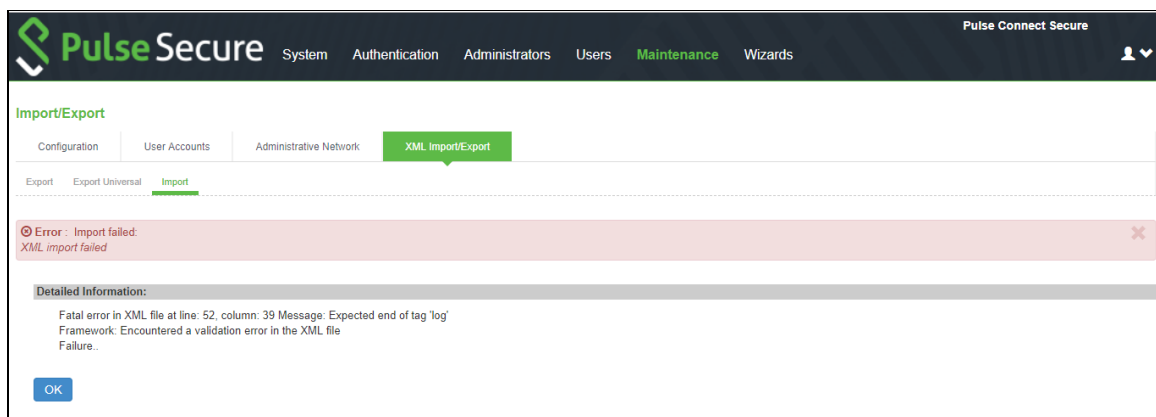 Pulse Connect Secure
Pulse Secure
System Authentication Administrators Users Maintenance Wizards
Import/Export
Configuration User Accounts Administrative Network XML Import/Export
Export Export Universal Import
Error : Import failed:
XML import failed
Detailed Information:
Fatal error in XML file at line: 52, column: 39 Message: Expected end of tag 'log'
Framework: Encountered a validation error in the XML file
Failure..
OK